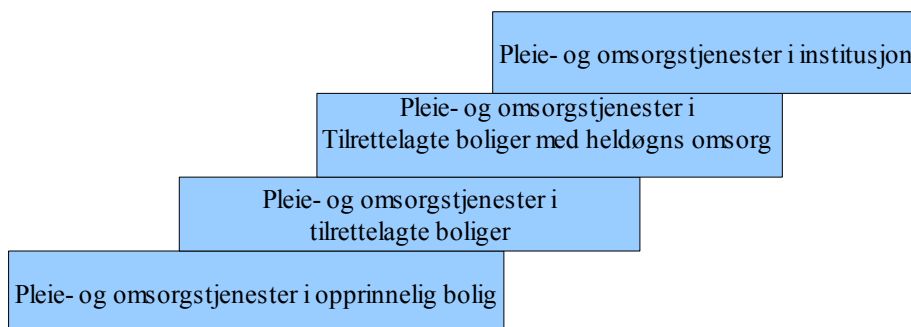 Pleie- og omsorgstjenester i institusjon
Pleie- og omsorgstjenester i
Tilrettelagte boliger med heldøgns omsorg
Pleie- og omsorgstjenester i
tilrettelagte boliger
Pleie- og omsorgstjenester i opprinnelig bolig